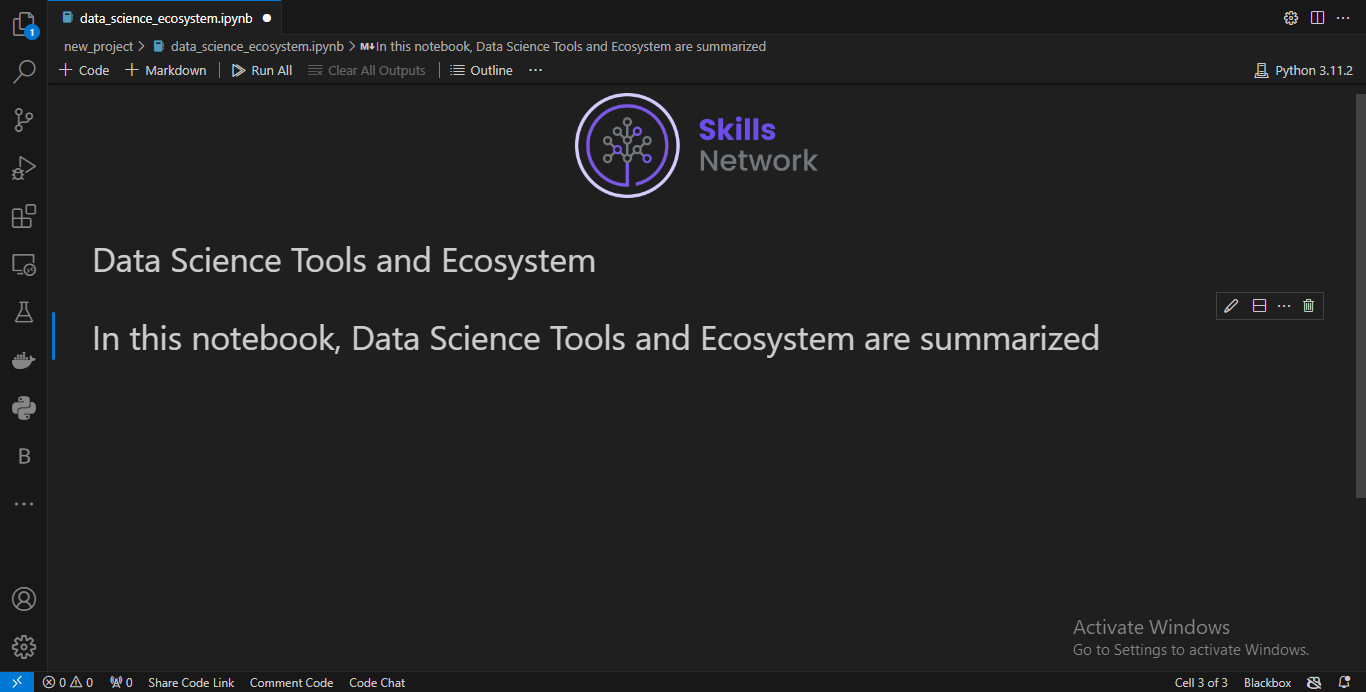 data_science_ecosystem.ipynb
1
new_project > data_science_ecosystem.ipynb > M↓In this notebook, Data Science Tools and Ecosystem are summarized
+ Code + Markdown | Run All Clear All Outputs | Outline ... Python 3.11.2
Skills
Network
Data Science Tools and Ecosystem
In this notebook, Data Science Tools and Ecosystem are summarized
B
Activate Windows
Go to Settings to activate Windows.
0 0 0 Share Code Link Comment Code Code Chat Cell 3 of 3 Blackbox